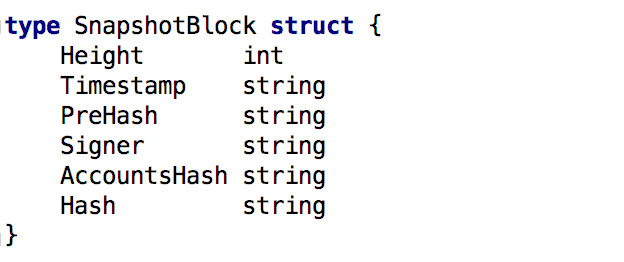 type SnapshotBlock struct {
Height int
Timestamp string
PreHash string
Signer string
AccountsHash string
Hash string
}